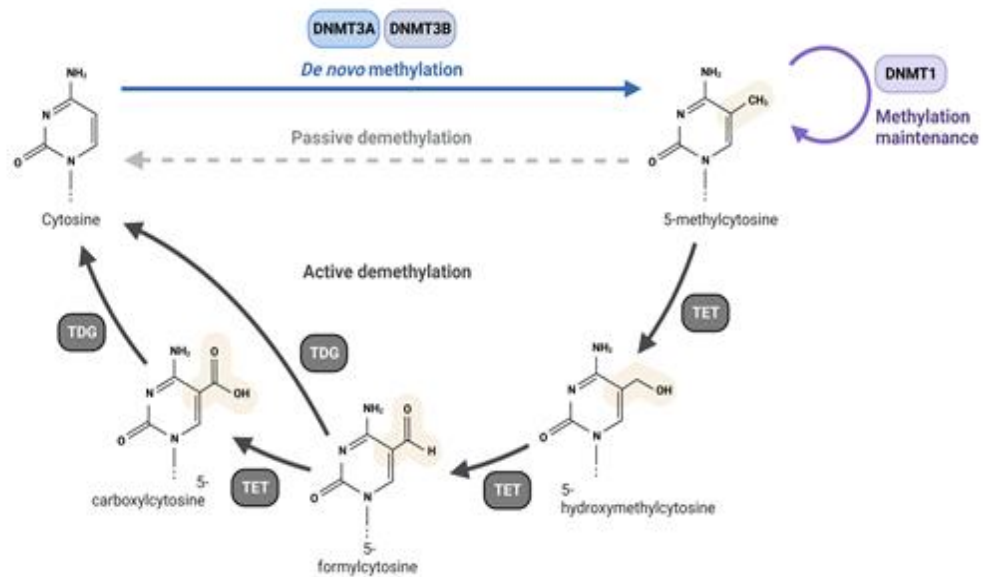 DNMT3A DNMT3B
De novo methylation
NH₂
N
O
N
Cytosine
Passive demethylation
NH₂
CH₃
N
O
N
5-methylcytosine
DNMT1
Methylation
maintenance
Active demethylation
TET
NH₂
OH
N
O
N
5-
hydroxymethylcytosine
TET
NH₂
O
H
N
O
N
5-
formylcytosine
TDG
TET
NH₂
O
OH
N
O
N
5-
carboxylcytosine
TDG